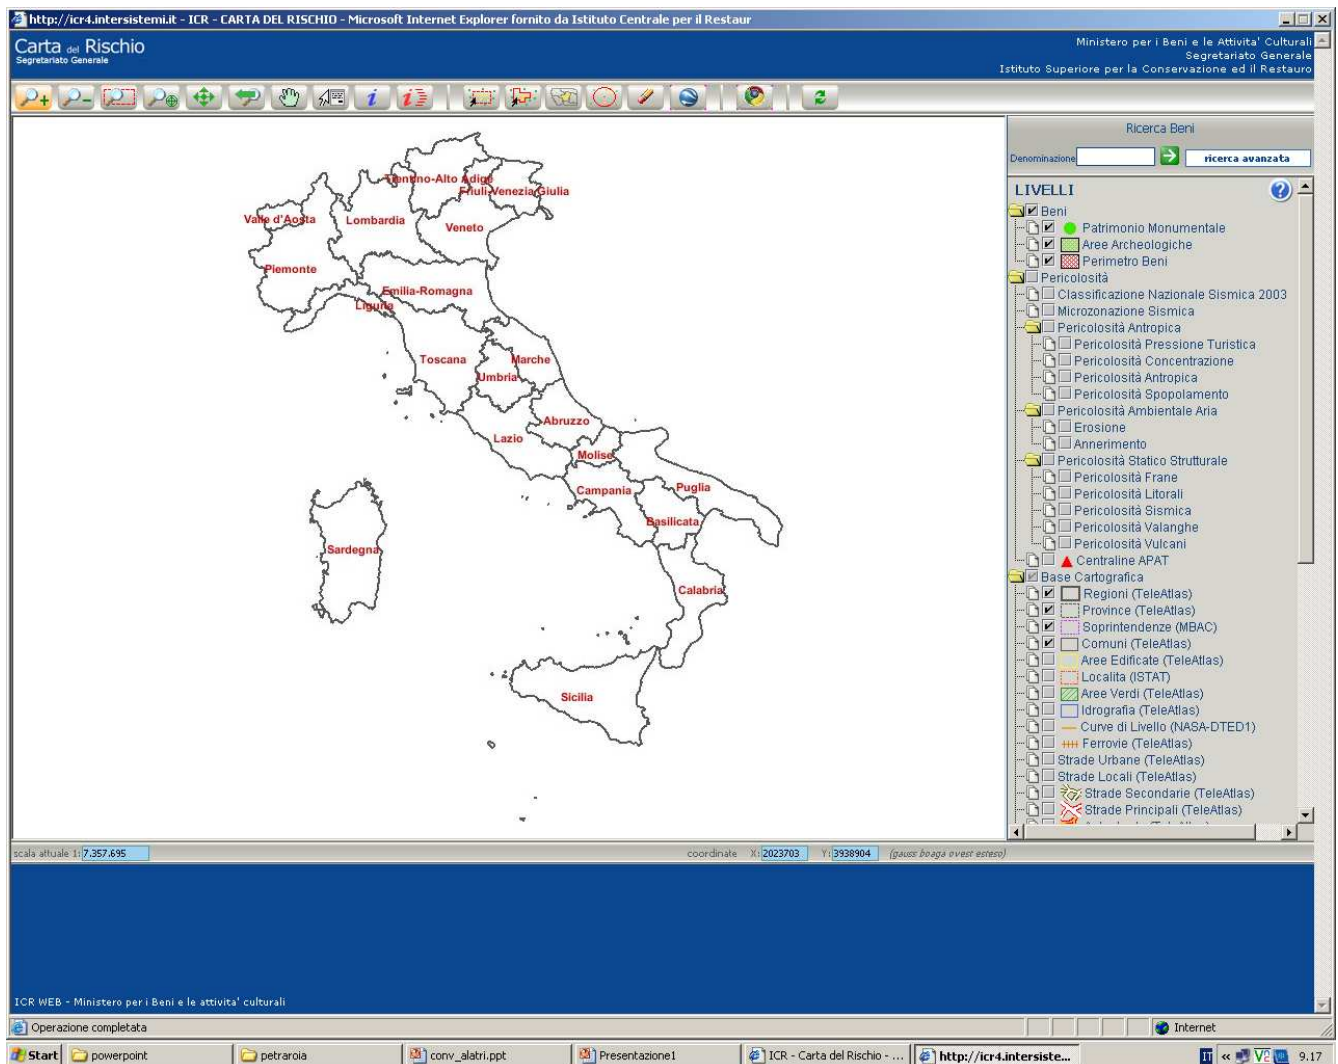 http://icr4.intersistemi.it - ICR - CARTA DEL RISCHIO - Microsoft Internet Explorer fornito da Istituto Centrale per il Restaur
Carta del Rischio
Segretariato Generale
Ministero per i Beni e le Attivita' Culturali
Segretariato Generale
Istituto Superiore per la Conservazione ed il Restauro
Trentino-Alto Adige
Friuli-Venezia Giulia
Valle d'Aosta
Lombardia
Veneto
Piemonte
Emilia-Romagna
Liguria
Toscana
Marche
Umbria
Abruzzo
Lazio
Molise
Campania
Puglia
Basilicata
Sardegna
Calabria
Sicilia
Ricerca Beni
Denominazione
ricerca avanzata
LIVELLI
Beni
Patrimonio Monumentale
Aree Archeologiche
Perimetro Beni
Pericolosità
Classificazione Nazionale Sismica 2003
Microzonazione Sismica
Pericolosità Antropica
Pericolosità Pressione Turistica
Pericolosità Concentrazione
Pericolosità Antropica
Pericolosità Spopolamento
Pericolosità Ambientale Aria
Erosione
Annerimento
Pericolosità Statico Strutturale
Pericolosità Frane
Pericolosità Litorali
Pericolosità Sismica
Pericolosità Valanghe
Pericolosità Vulcani
Centraline APAT
Base Cartografica
Regioni (TeleAtlas)
Province (TeleAtlas)
Soprintendenze (MBAC)
Comuni (TeleAtlas)
Aree Edificate (TeleAtlas)
Localita (ISTAT)
Aree Verdi (TeleAtlas)
Idrografia (TeleAtlas)
Curve di Livello (NASA-DTED1)
Ferrovie (TeleAtlas)
Strade Urbane (TeleAtlas)
Strade Locali (TeleAtlas)
Strade Secondarie (TeleAtlas)
Strade Principali (TeleAtlas)
scala attuale 1: 7.357.695
coordinate X: 2023703 Y: 3938904 (gauss boaga ovest esteso)
ICR WEB - Ministero per i Beni e le attivita' culturali
Operazione completata
Internet
Start
powerpoint
petraroia
conv_alatri.ppt
Presentazione1
ICR - Carta del Rischio - ...
http://icr4.intersiste...
IT
«
9.17